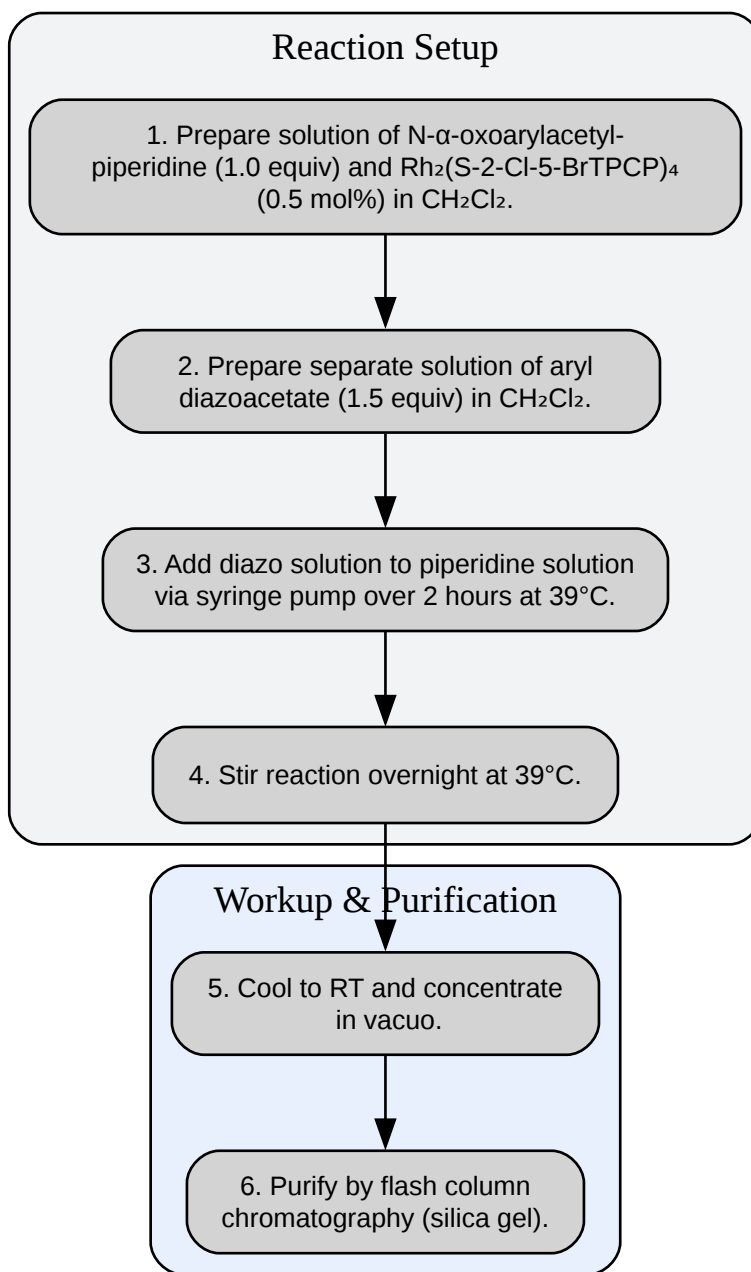 Reaction Setup
1. Prepare solution of N-α-oxoarylacetyl-
piperidine (1.0 equiv) and Rh₂(S-2-Cl-5-BrTPCP)₄
(0.5 mol%) in CH₂Cl₂.
2. Prepare separate solution of aryl
diazoacetate (1.5 equiv) in CH₂Cl₂.
3. Add diazo solution to piperidine solution
via syringe pump over 2 hours at 39°C.
4. Stir reaction overnight at 39°C.
Workup & Purification
5. Cool to RT and concentrate
in vacuo.
6. Purify by flash column
chromatography (silica gel).